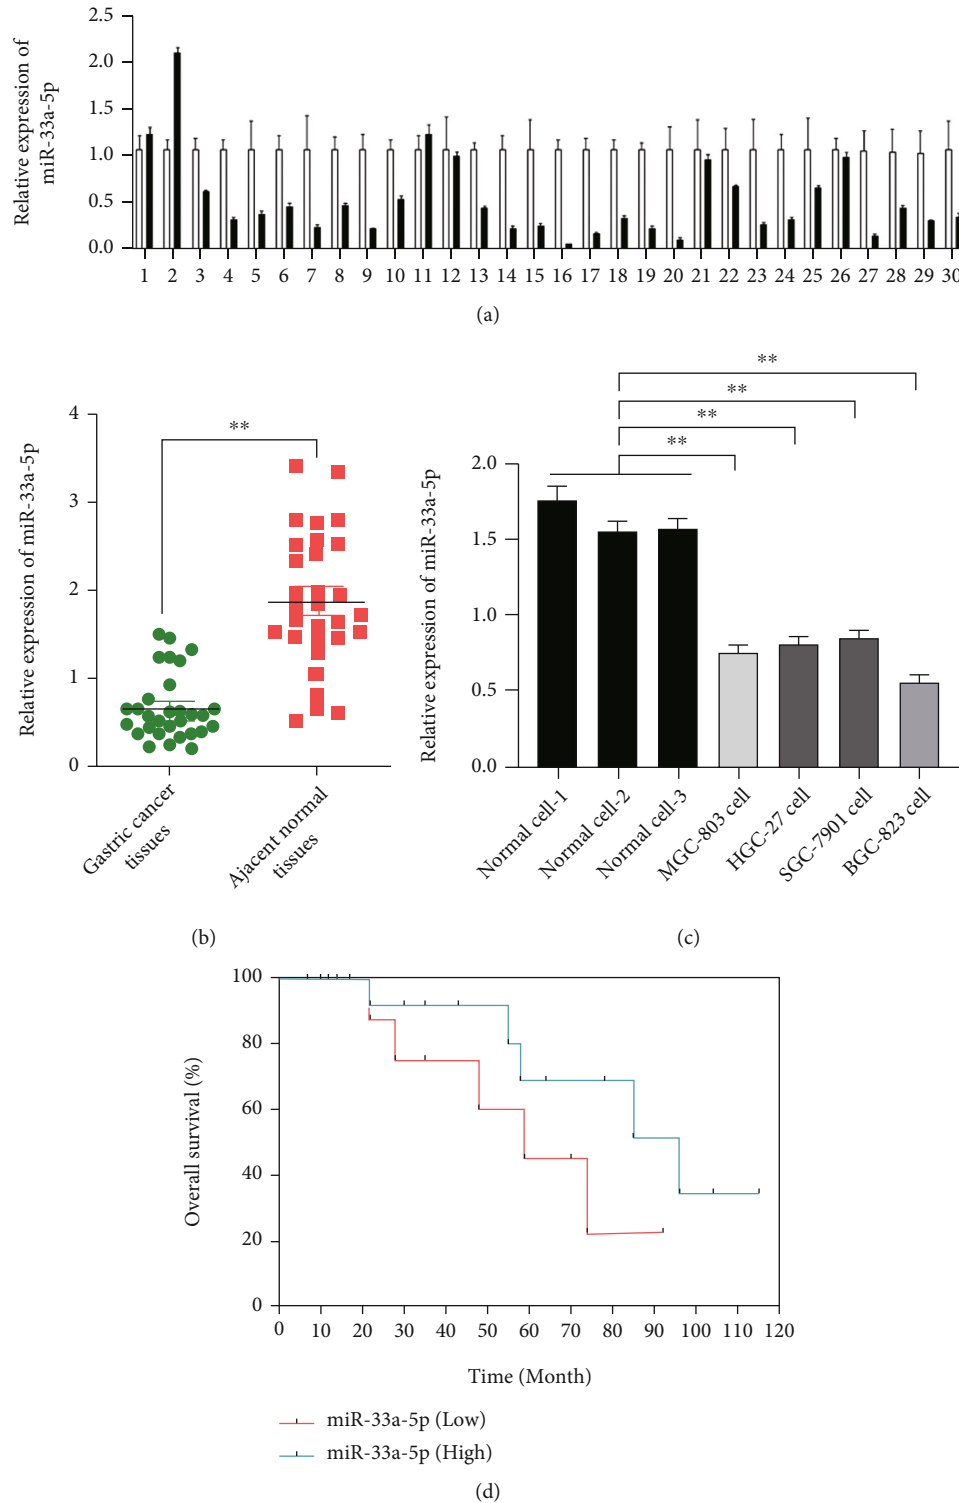 Relative expression of
miR-33a-5p
2.5
2.0
1.5
1.0
0.5
0.0
1 2 3 4 5 6 7 8 9 10 11 12 13 14 15 16 17 18 19 20 21 22 23 24 25 26 27 28 29 30
(a)
Relative expression of miR-33a-5p
4
3
2
1
0
**
Gastric cancer
tissues
Ajacent normal
tissues
(b)
Relative expression of miR-33a-5p
2.0
1.5
1.0
0.5
0.0
**
**
**
**
Normal cell-1
Normal cell-2
Normal cell-3
MGC-803 cell
HGC-27 cell
SGC-7901 cell
BGC-823 cell
(c)
Overall survival (%)
100
80
60
40
20
0
0 10 20 30 40 50 60 70 80 90 100 110 120
Time (Month)
miR-33a-5p (Low)
miR-33a-5p (High)
(d)